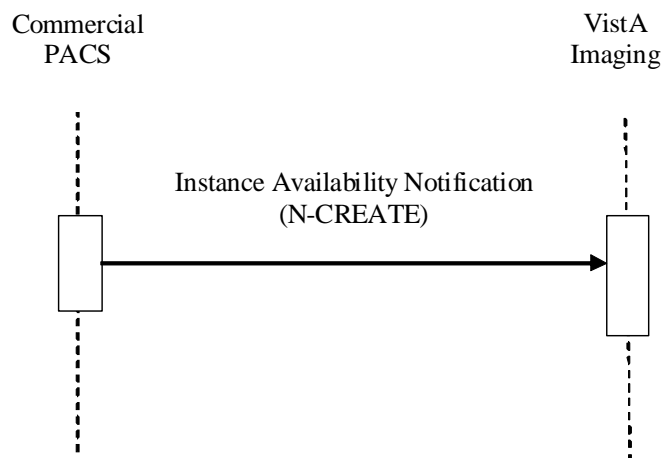 Commercial
PACS
VistA
Imaging
Instance Availability Notification
(N-CREATE)